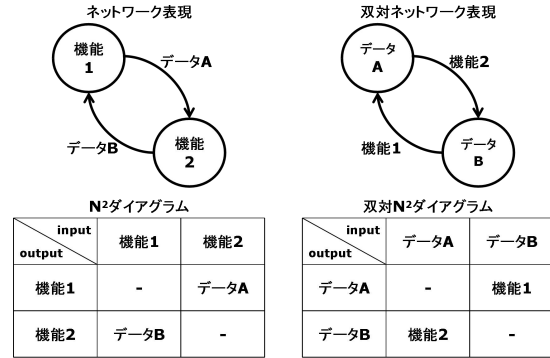 ネットワーク表現
機能
1
データA
機能
2
データB
双対ネットワーク表現
データ
A
機能2
データ
B
機能1
N²ダイアグラム
input
output
機能1
機能2
機能1
-
データA
機能2
データB
-
双対N²ダイアグラム
input
output
データA
データB
データA
-
機能1
データB
機能2
-